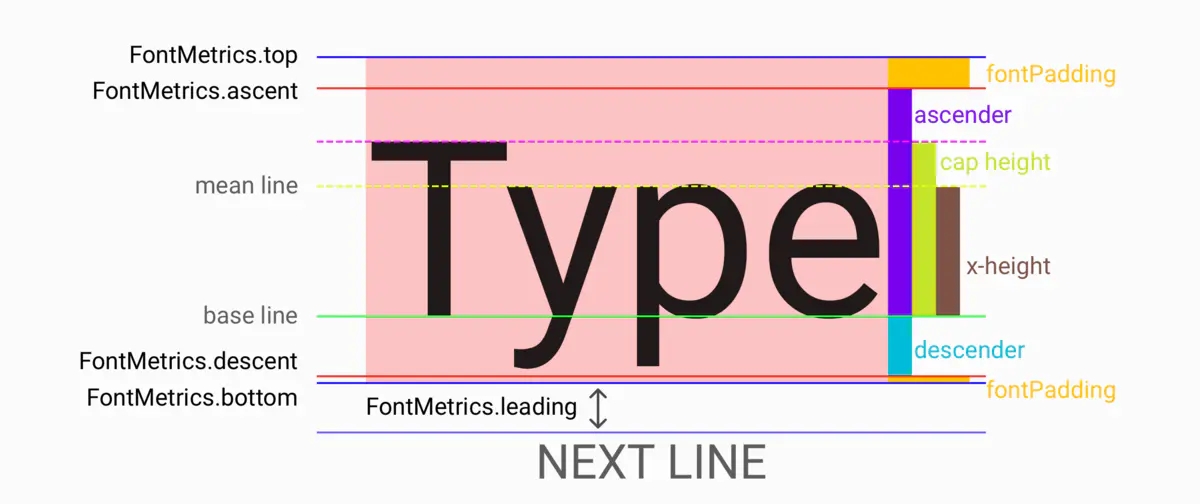 FontMetrics.top
fontPadding
FontMetrics.ascent
ascender
cap height
mean line
Type
x-height
base line
descender
FontMetrics.descent
fontPadding
FontMetrics.bottom
FontMetrics.leading
NEXT LINE